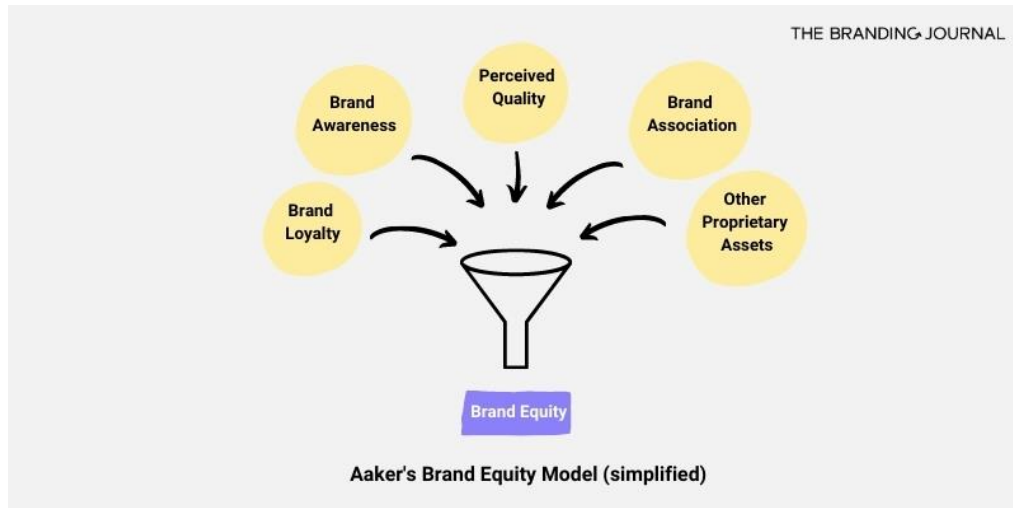 THE BRANDING JOURNAL
Perceived
Quality
Brand
Awareness
Brand
Association
Brand
Loyalty
Other
Proprietary
Assets
Brand Equity
Aaker's Brand Equity Model (simplified)